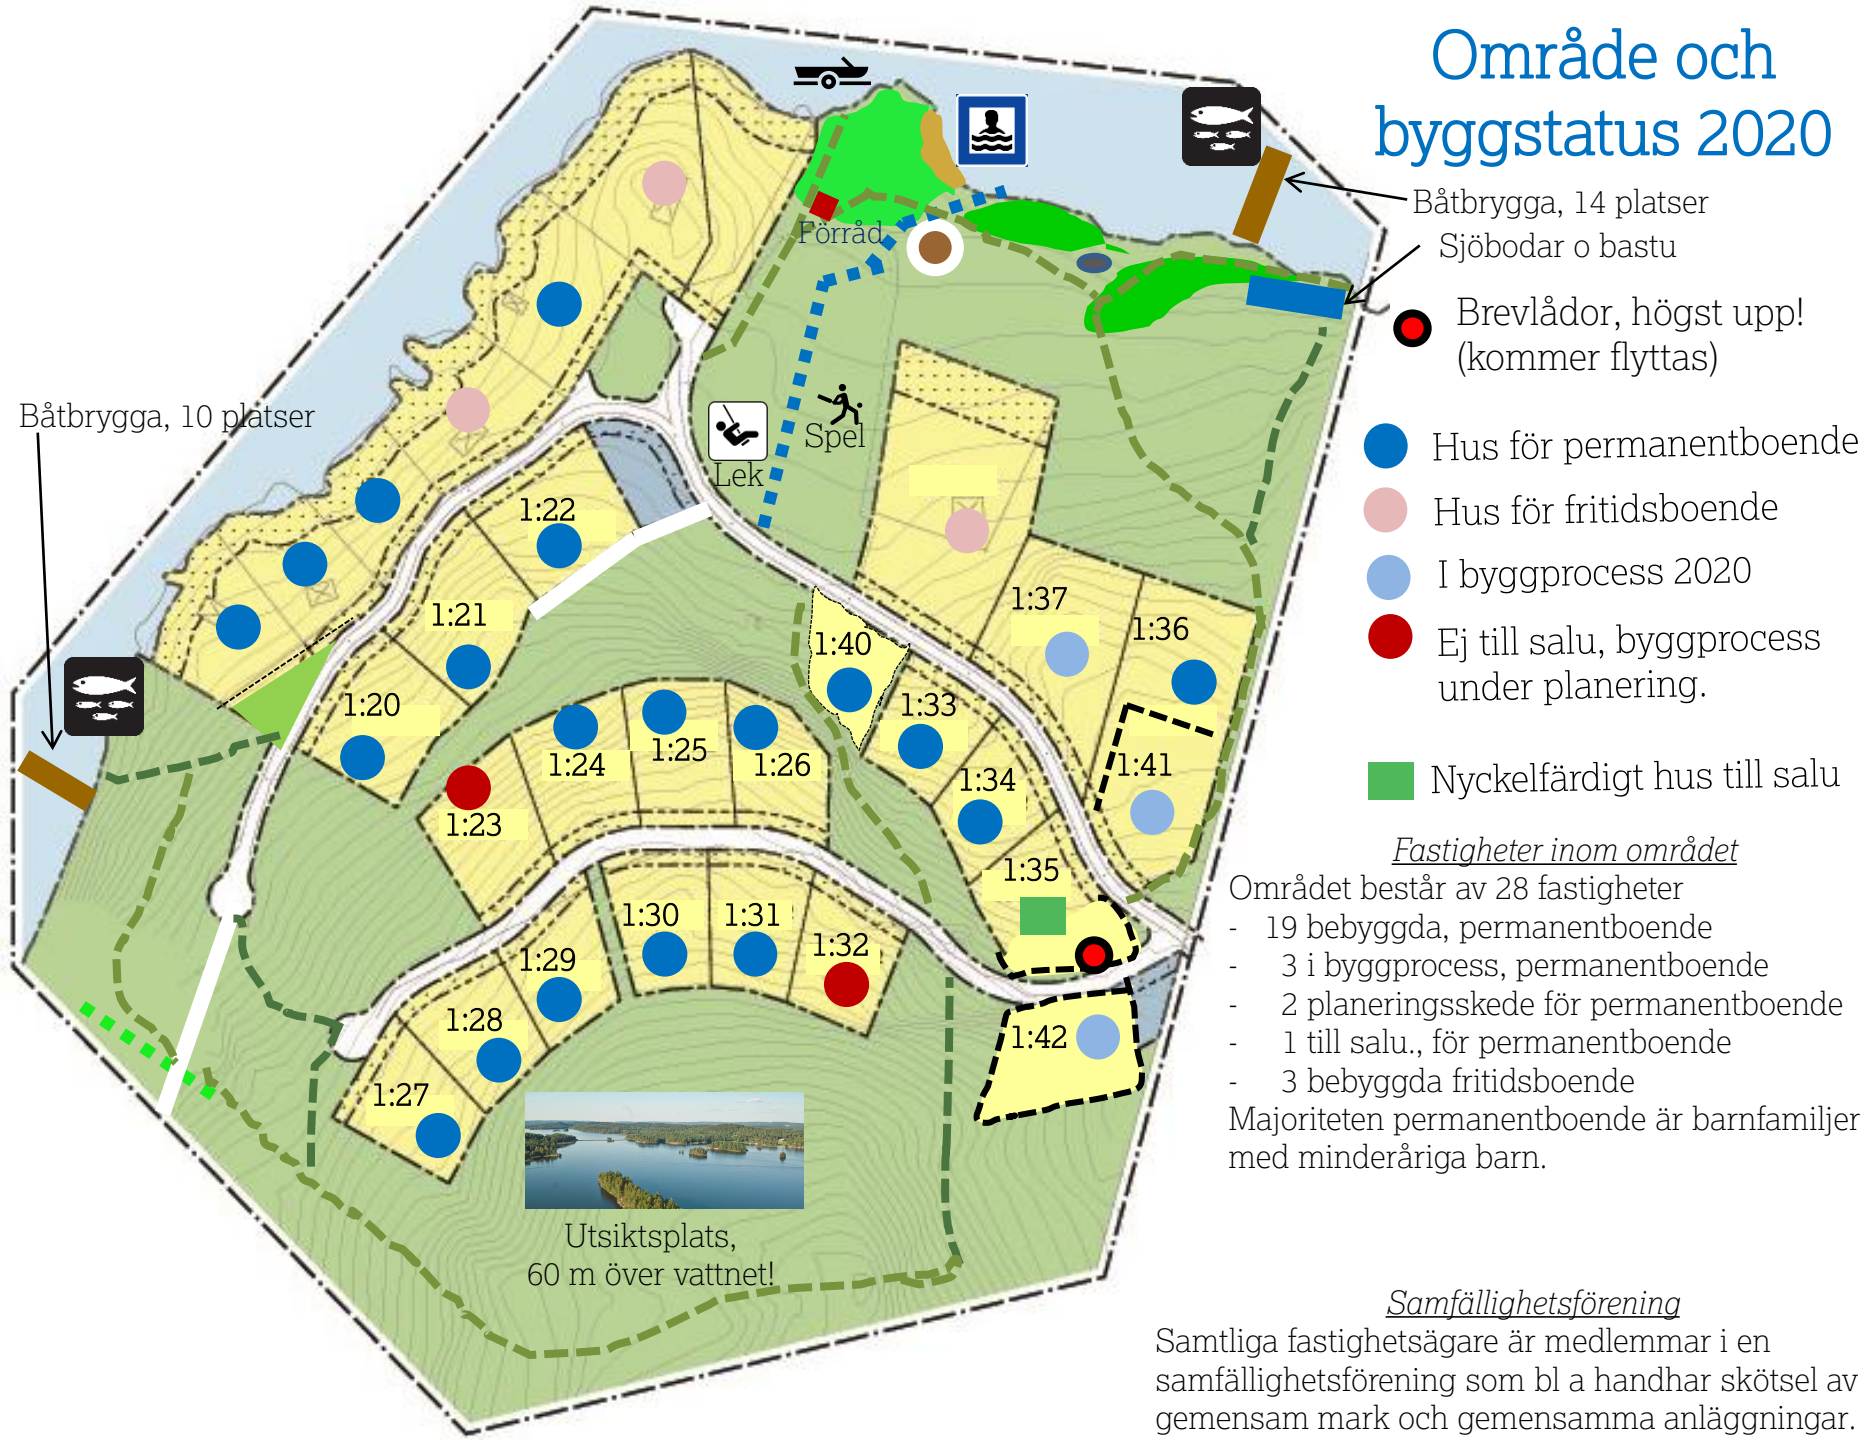 Område och
byggstatus 2020
Båtbrygga, 14 platser
Sjöbodar o bastu
Brevlådor, högst upp!
(kommer flyttas)
Båtbrygga, 10 platser
Hus för permanentboende
Hus för fritidsboende
I byggprocess 2020
Ej till salu, byggprocess
under planering.
Nyckelfärdigt hus till salu
Förråd
Spel
Lek
1:22
1:21
1:20
1:37
1:36
1:40
1:33
1:24
1:25
1:26
1:23
1:34
1:41
1:35
1:30
1:31
1:32
1:29
1:28
1:27
1:42
Utsiktsplats,
60 m över vattnet!
Fastigheter inom området
Området består av 28 fastigheter
- 19 bebyggda, permanentboende
- 3 i byggprocess, permanentboende
- 2 planeringsskede för permanentboende
- 1 till salu., för permanentboende
- 3 bebyggda fritidsboende
Majoriteten permanentboende är barnfamiljer
med minderåriga barn.
Samfällighetsförening
Samtliga fastighetsägare är medlemmar i en
samfällighetsförening som bl a handhar skötsel av
gemensam mark och gemensamma anläggningar.